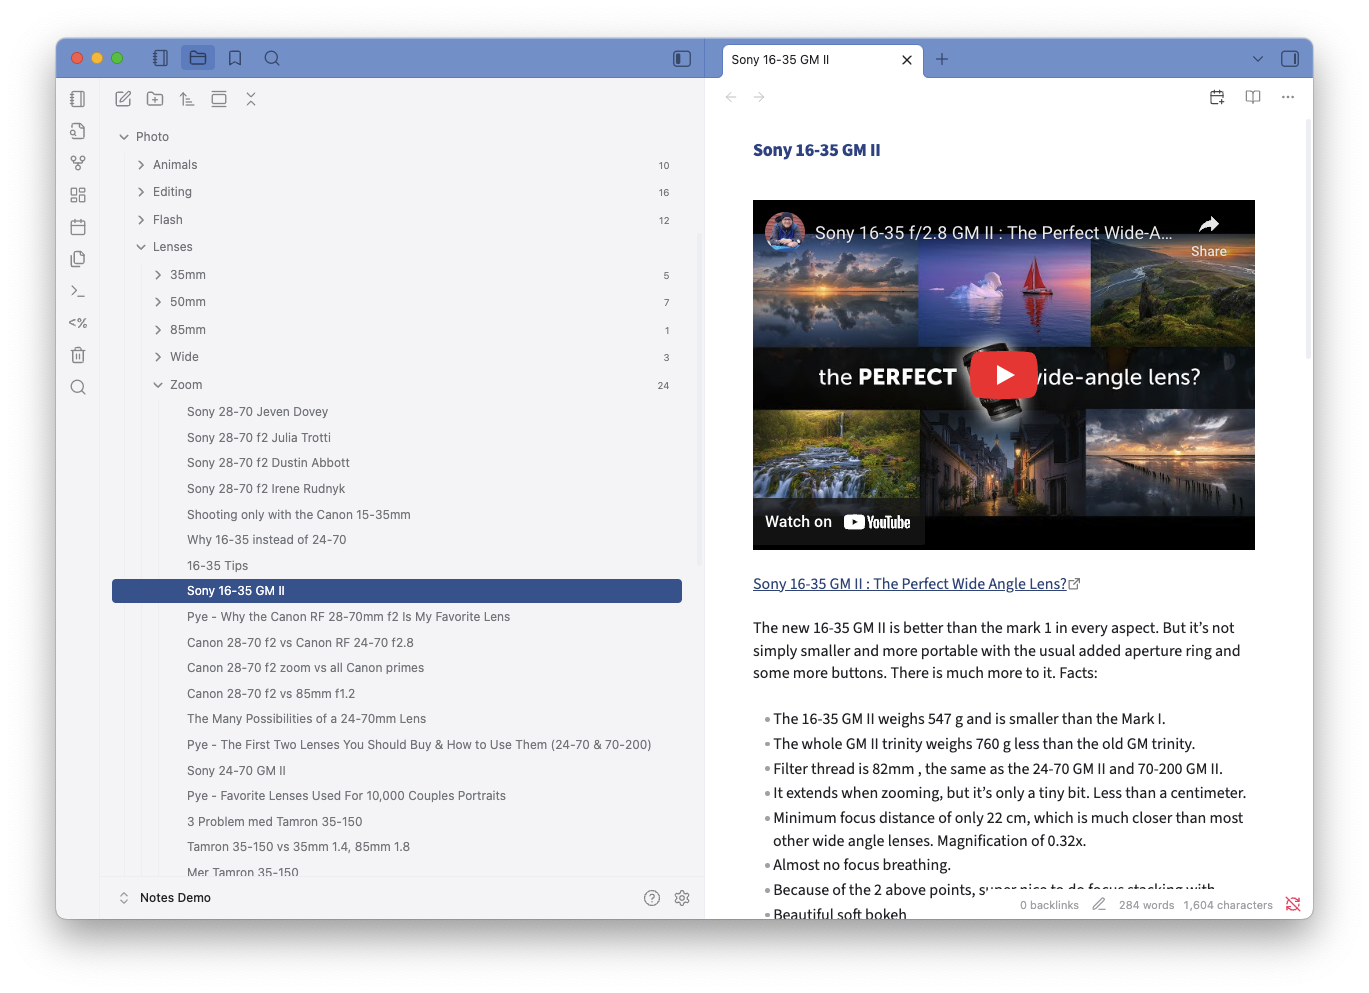 Sony 16-35 GM II
Photo
Animals 10
Editing 16
Flash 12
Lenses
35mm 5
50mm 7
85mm 1
Wide 3
Zoom 24
Sony 28-70 Jeven Dovey
Sony 28-70 f2 Julia Trotti
Sony 28-70 f2 Dustin Abbott
Sony 28-70 f2 Irene Rudnyk
Shooting only with the Canon 15-35mm
Why 16-35 instead of 24-70
16-35 Tips
Sony 16-35 GM II
Pye - Why the Canon RF 28-70mm f2 Is My Favorite Lens
Canon 28-70 f2 vs Canon RF 24-70 f2.8
Canon 28-70 f2 zoom vs all Canon primes
Canon 28-70 f2 vs 85mm f1.2
The Many Possibilities of a 24-70mm Lens
Pye - The First Two Lenses You Should Buy & How to Use Them (24-70 & 70-200)
Sony 24-70 GM II
Pye - Favorite Lenses Used For 10,000 Couples Portraits
3 Problem med Tamron 35-150
Tamron 35-150 vs 35mm 1.4, 85mm 1.8
Mer Tamron 35-150
Notes Demo
Sony 16-35 GM II
Sony 16-35 f/2.8 GM II : The Perfect Wide-A...
Share
the PERFECT wide-angle lens?
Watch on YouTube
Sony 16-35 GM II : The Perfect Wide Angle Lens?
The new 16-35 GM II is better than the mark 1 in every aspect. But it's not
simply smaller and more portable with the usual added aperture ring and
some more buttons. There is much more to it. Facts:
The 16-35 GM II weighs 547 g and is smaller than the Mark I.
The whole GM II trinity weighs 760 g less than the old GM trinity.
Filter thread is 82mm , the same as the 24-70 GM II and 70-200 GM II.
It extends when zooming, but it's only a tiny bit. Less than a centimeter.
Minimum focus distance of only 22 cm, which is much closer than most
other wide angle lenses. Magnification of 0.32x.
Almost no focus breathing.
Because of the 2 above points, super nice to do focus stacking with
Beautiful soft bokeh
0 backlinks 284 words 1,604 characters